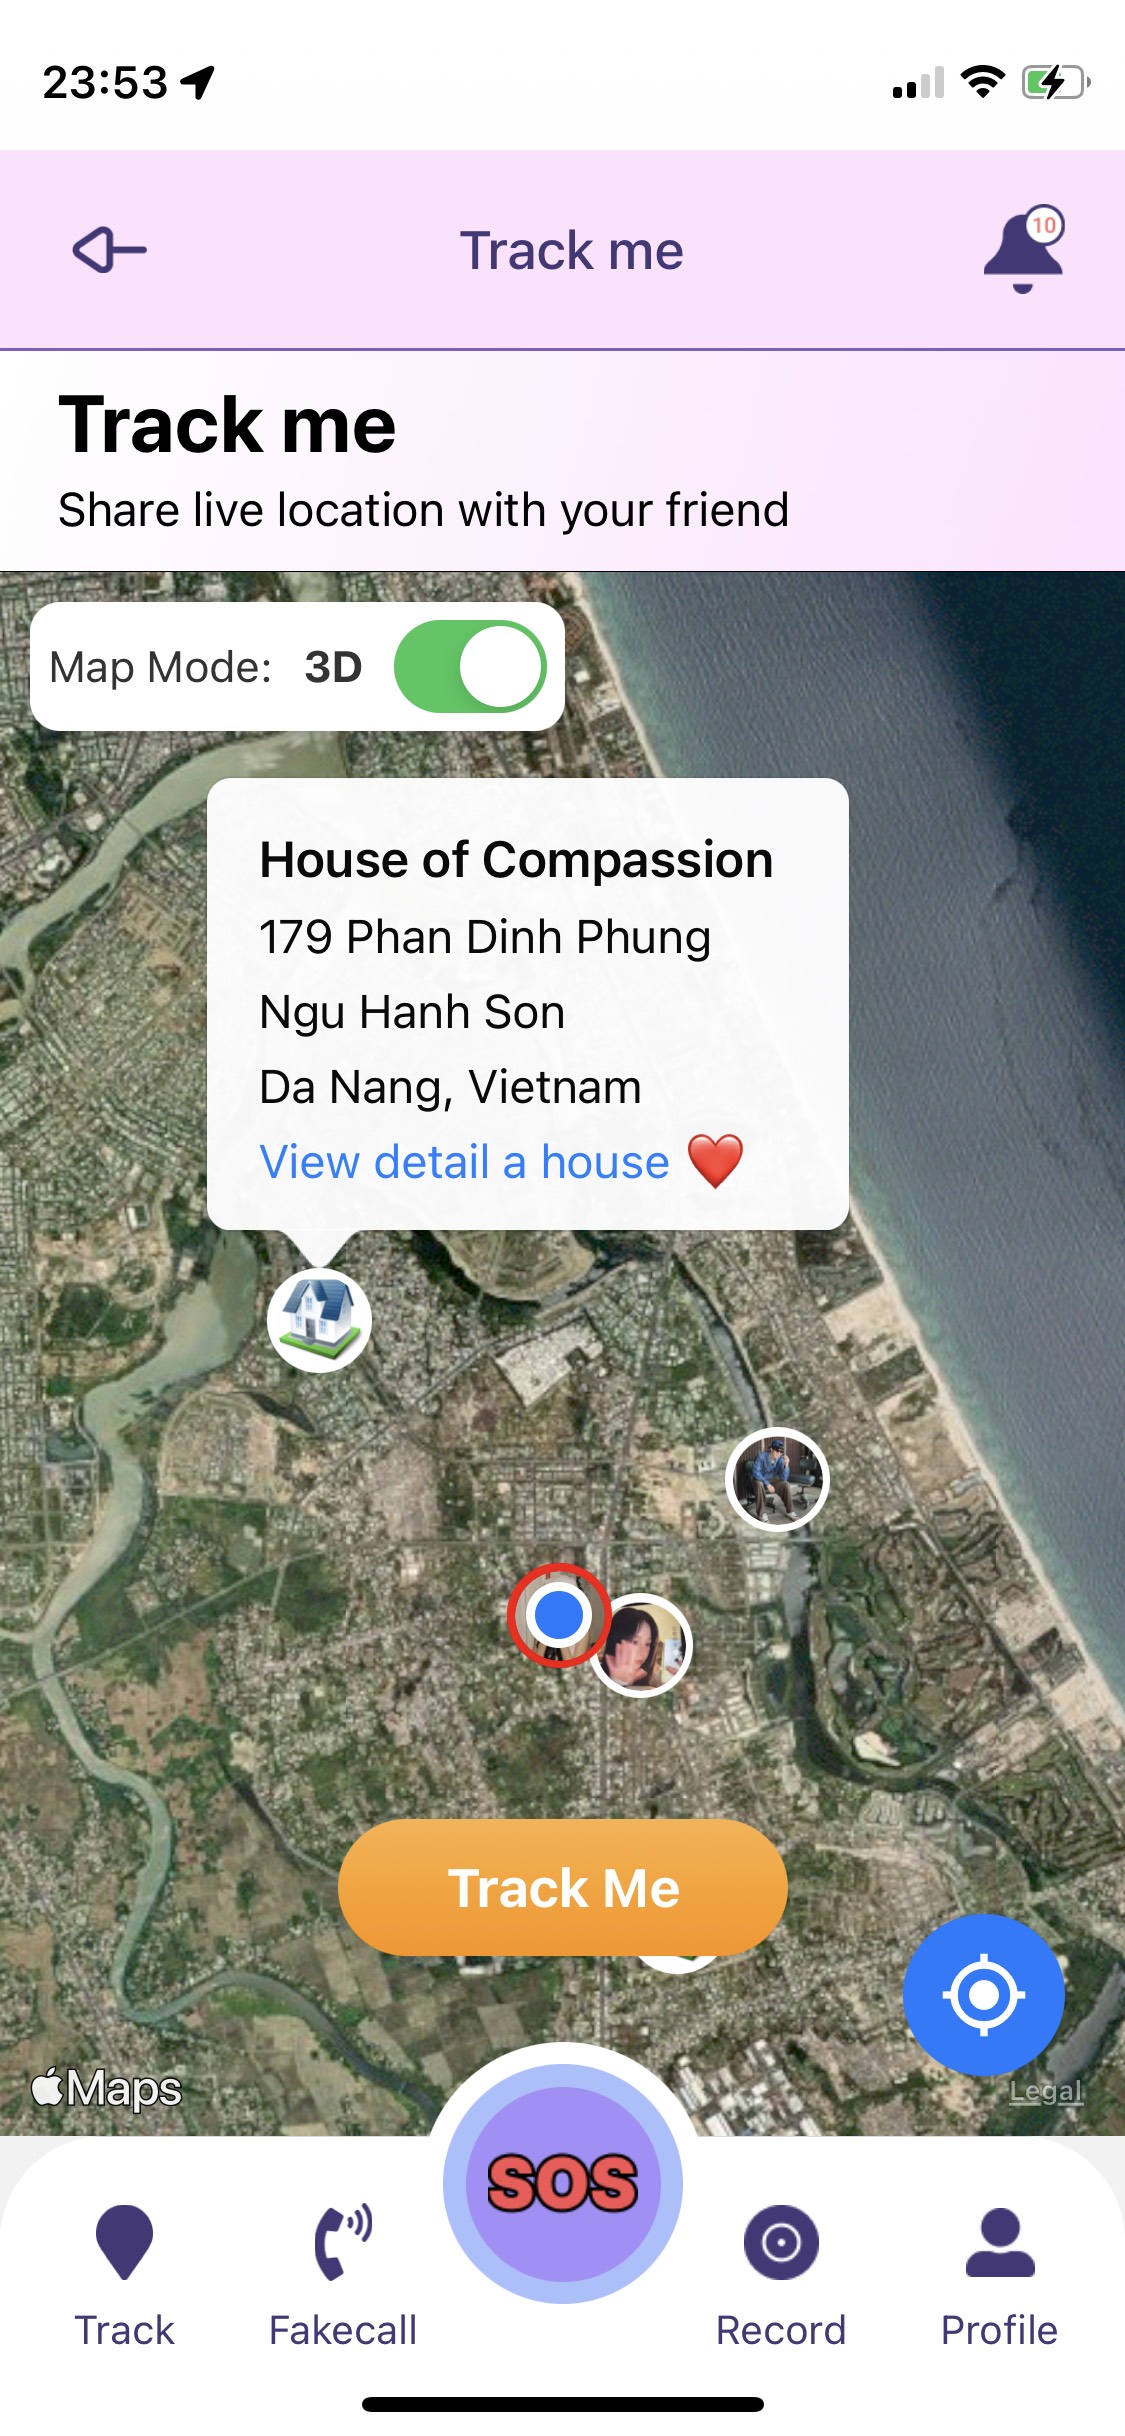 23:53
Track me
10
Track me
Share live location with your friend
Map Mode: 3D
House of Compassion
179 Phan Dinh Phung
Ngu Hanh Son
Da Nang, Vietnam
View detail a house ❤️
Track Me
Maps
Legal
SOS
Track
Fakecall
Record
Profile